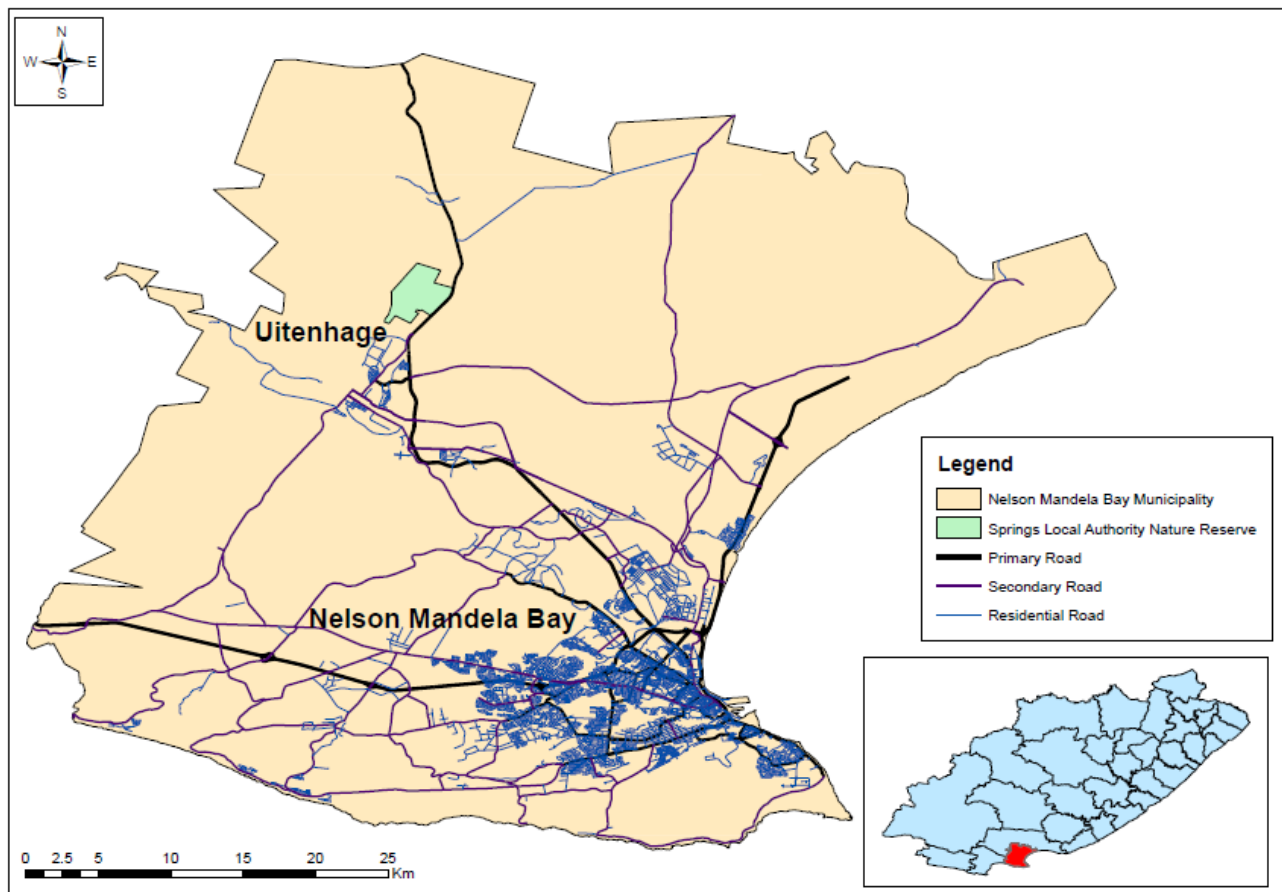 N
W E
S
Uitenhage
Nelson Mandela Bay
Legend
Nelson Mandela Bay Municipality
Springs Local Authority Nature Reserve
Primary Road
Secondary Road
Residential Road
0 2.5 5 10 15 20 25
Km